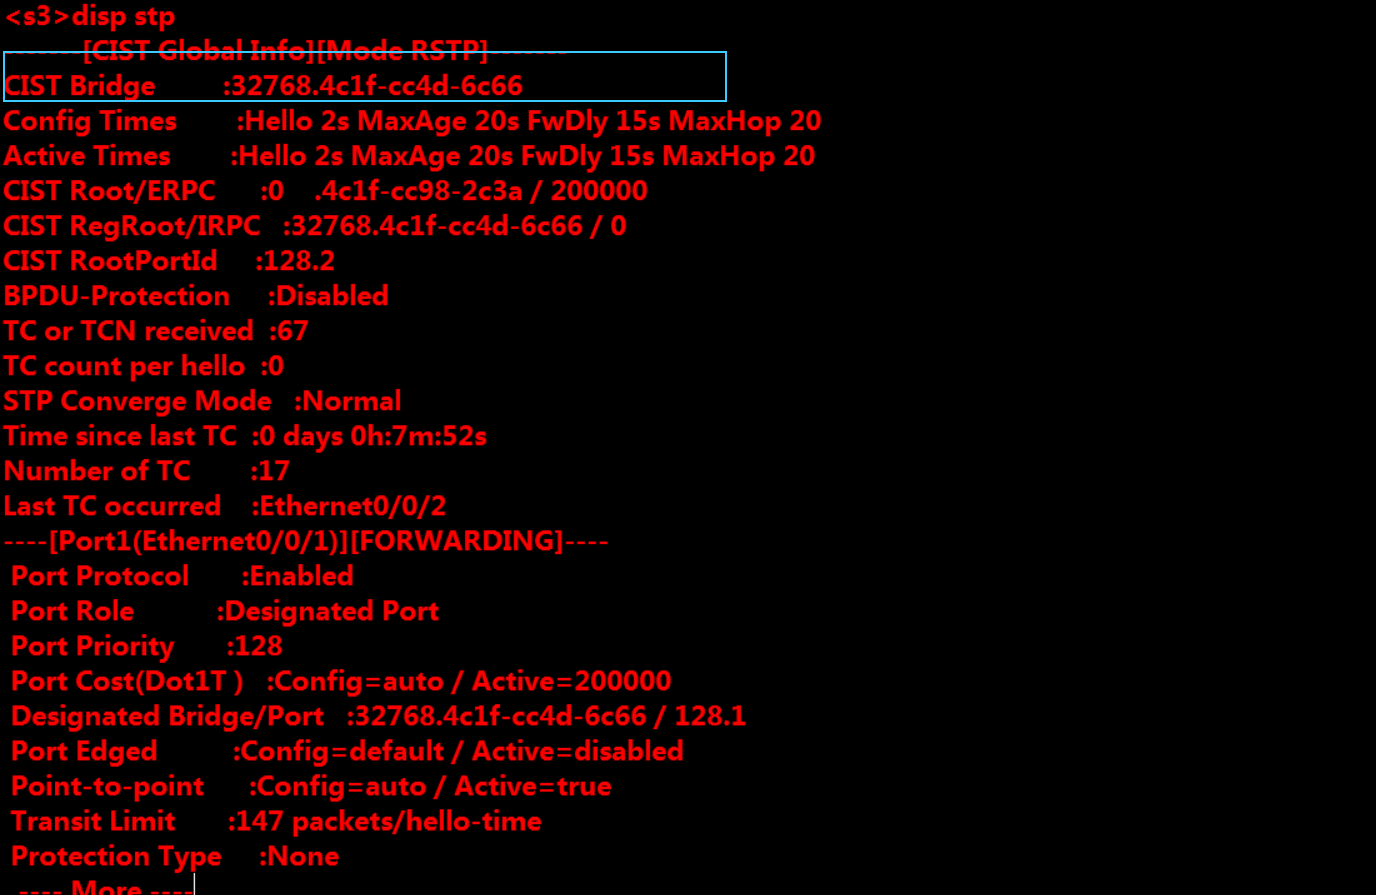 <s3>disp stp
-------[CIST Global Info][Mode RSTP]-------
CIST Bridge         :32768.4c1f-cc4d-6c66
Config Times        :Hello 2s MaxAge 20s FwDly 15s MaxHop 20
Active Times        :Hello 2s MaxAge 20s FwDly 15s MaxHop 20
CIST Root/ERPC      :0    .4c1f-cc98-2c3a / 200000
CIST RegRoot/IRPC   :32768.4c1f-cc4d-6c66 / 0
CIST RootPortId     :128.2
BPDU-Protection     :Disabled
TC or TCN received  :67
TC count per hello  :0
STP Converge Mode   :Normal
Time since last TC  :0 days 0h:7m:52s
Number of TC        :17
Last TC occurred    :Ethernet0/0/2
----[Port1(Ethernet0/0/1)][FORWARDING]----
Port Protocol       :Enabled
Port Role           :Designated Port
Port Priority       :128
Port Cost(Dot1T )   :Config=auto / Active=200000
Designated Bridge/Port   :32768.4c1f-cc4d-6c66 / 128.1
Port Edged          :Config=default / Active=disabled
Point-to-point      :Config=auto / Active=true
Transit Limit       :147 packets/hello-time
Protection Type     :None
---- More ----